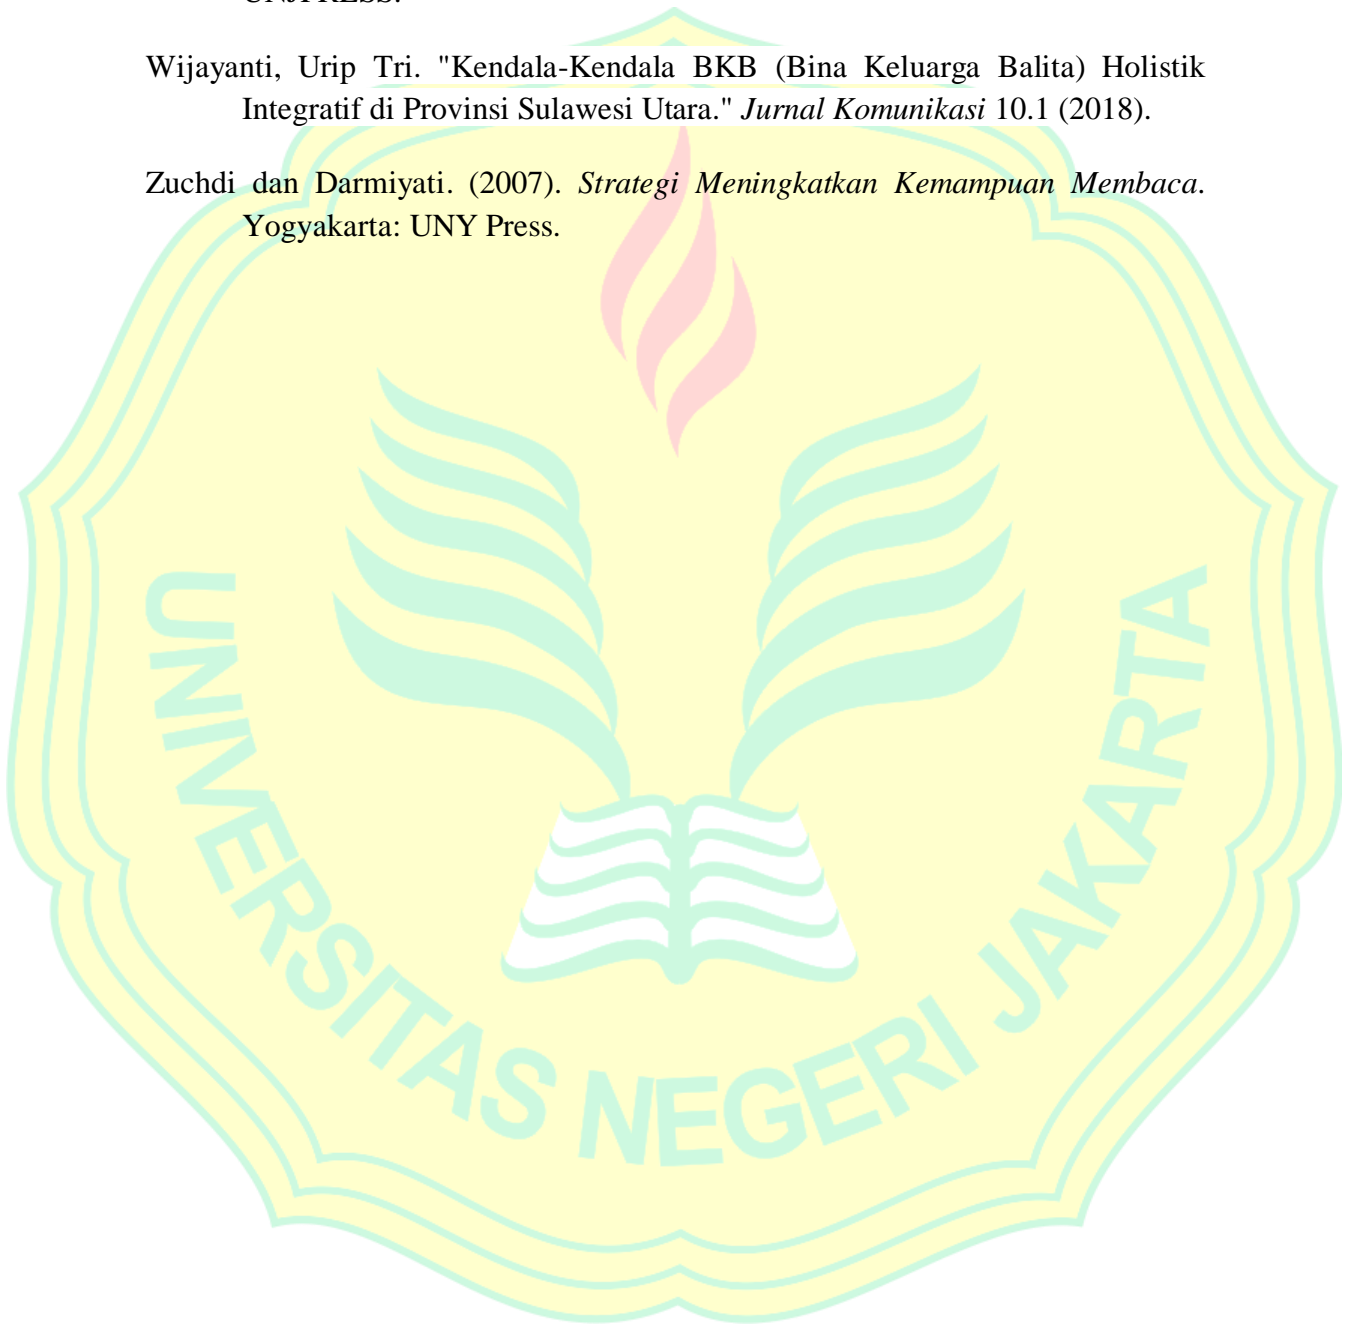 Wijayanti, Urip Tri. "Kendala-Kendala BKB (Bina Keluarga Balita) Holistik
Integratif di Provinsi Sulawesi Utara." Jurnal Komunikasi 10.1 (2018).
Zuchdi dan Darmiyati. (2007). Strategi Meningkatkan Kemampuan Membaca.
Yogyakarta: UNY Press.
UNIVERSITAS NEGERI JAKARTA